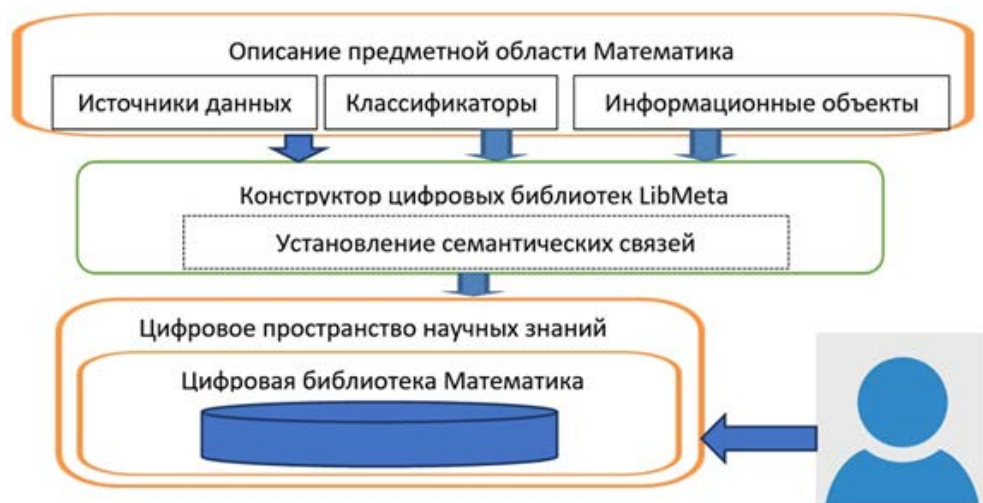 Описание предметной области Математика
Источники данных
Классификаторы
Информационные объекты
Конструктор цифровых библиотек LibMeta
Установление семантических связей
Цифровое пространство научных знаний
Цифровая библиотека Математика